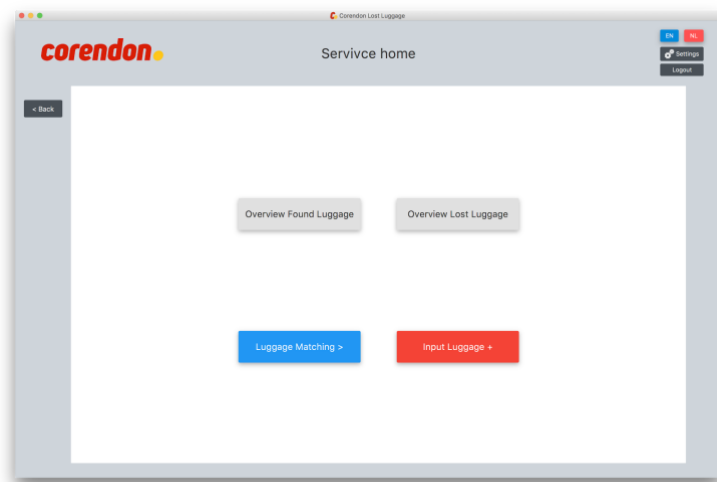 Corendon Lost Luggage
corendon
Servivce home
EN NL
Settings
Logout
< Back
Overview Found Luggage
Overview Lost Luggage
Luggage Matching >
Input Luggage +